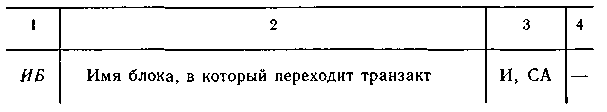 1 2 3 4
ИБ Имя блока, в который переходит транзакт И, СА —